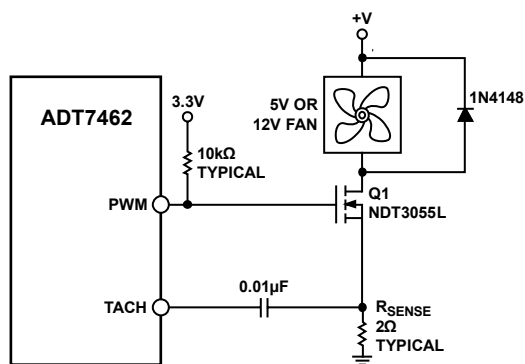 +V
ADT7462
3.3V
5V OR
12V FAN
1N4148
10kΩ
TYPICAL
PWM
Q1
NDT3055L
0.01µF
TACH
RSENSE
2Ω
TYPICAL